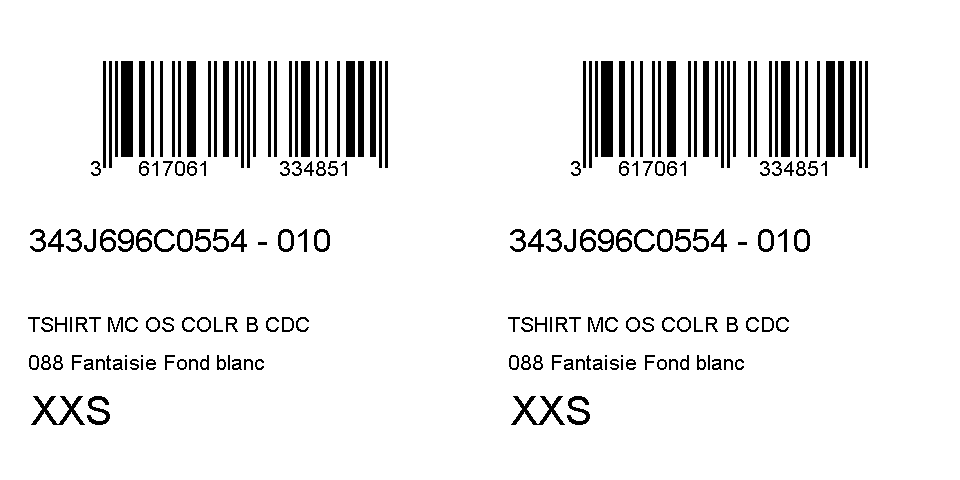 3 617061 334851
343J696C0554 - 010
TSHIRT MC OS COLR B CDC
088 Fantaisie Fond blanc
XXS
3 617061 334851
343J696C0554 - 010
TSHIRT MC OS COLR B CDC
088 Fantaisie Fond blanc
XXS